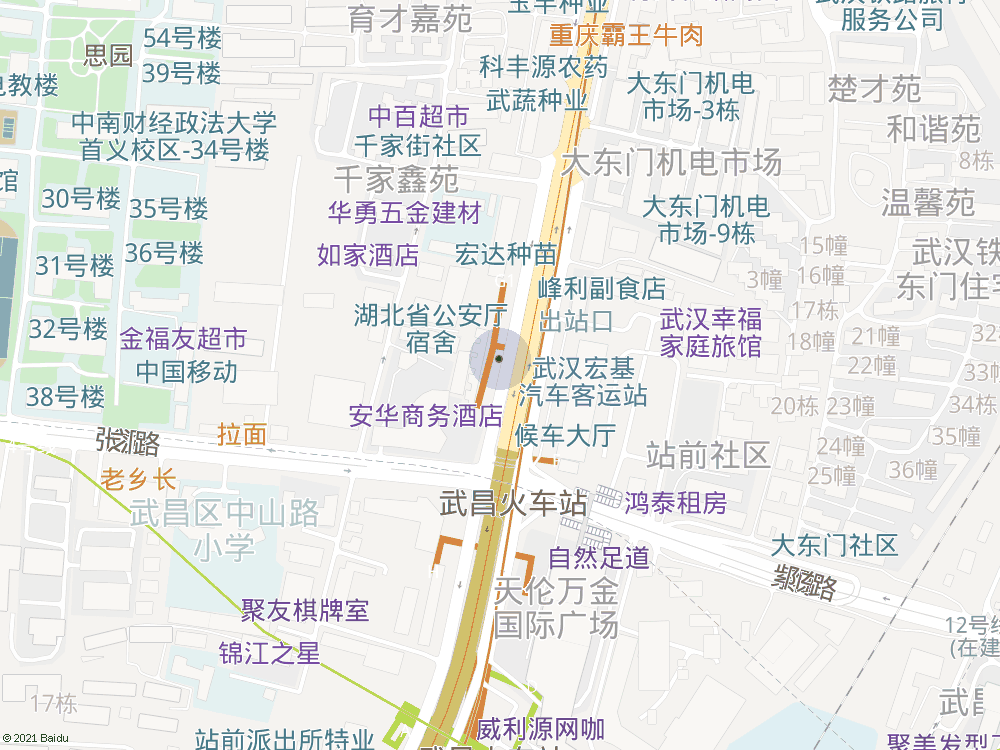 玉丰种业
育才嘉苑
服务公司
54号楼
重庆霸王牛肉
思园
39号楼
科丰源农药
电教楼
大东门机电
市场-3栋
楚才苑
武蔬种业
中百超市
中南财经政法大学
首义校区-34号楼
和谐苑
千家街社区
8栋
大东门机电市场
馆
千家鑫苑
30号楼
35号楼
温馨苑
华勇五金建材
大东门机电
市场-9栋
36号楼
如家酒店
宏达种苗
15幢
武汉铁
东门住宅
31号楼
3幢
16幢
峰利副食店
17栋
湖北省公安厅
宿舍
出站口
武汉幸福
家庭旅馆
32号楼
金福友超市
18幢
21幢
22幢
中国移动
武汉宏基
汽车客运站
38号楼
20栋
23幢
34栋
安华商务酒店
候车大厅
拉面
24幢
35幢
站前社区
25幢
36幢
老乡长
武昌火车站
鸿泰租房
武昌区中山路
小学
自然足道
大东门社区
天伦万金
国际广场
聚友棋牌室
12号线
(在建
锦江之星
17栋
武昌
威利源网咖
站前派出所特业
© 2021 Baidu